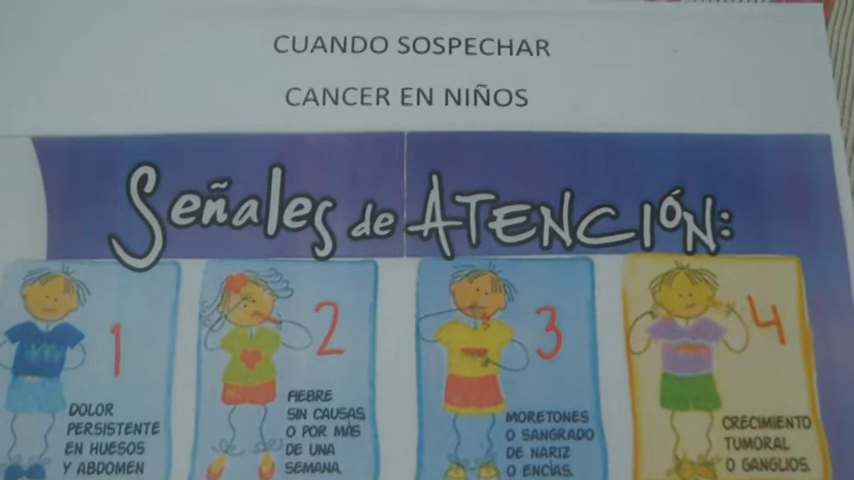 CUANDO SOSPECHAR
CANCER EN NIÑOS
Señales de ATENCIÓN:
1
DOLOR
PERSISTENTE
EN HUESOS
Y ABDOMEN
2
FIEBRE
SIN CAUSAS
O POR MÁS
DE UNA
SEMANA.
3
MORETONES
O SANGRADO
DE NARIZ
O ENCÍAS.
4
CRECIMIENTO
TUMORAL
O GANGLIOS.